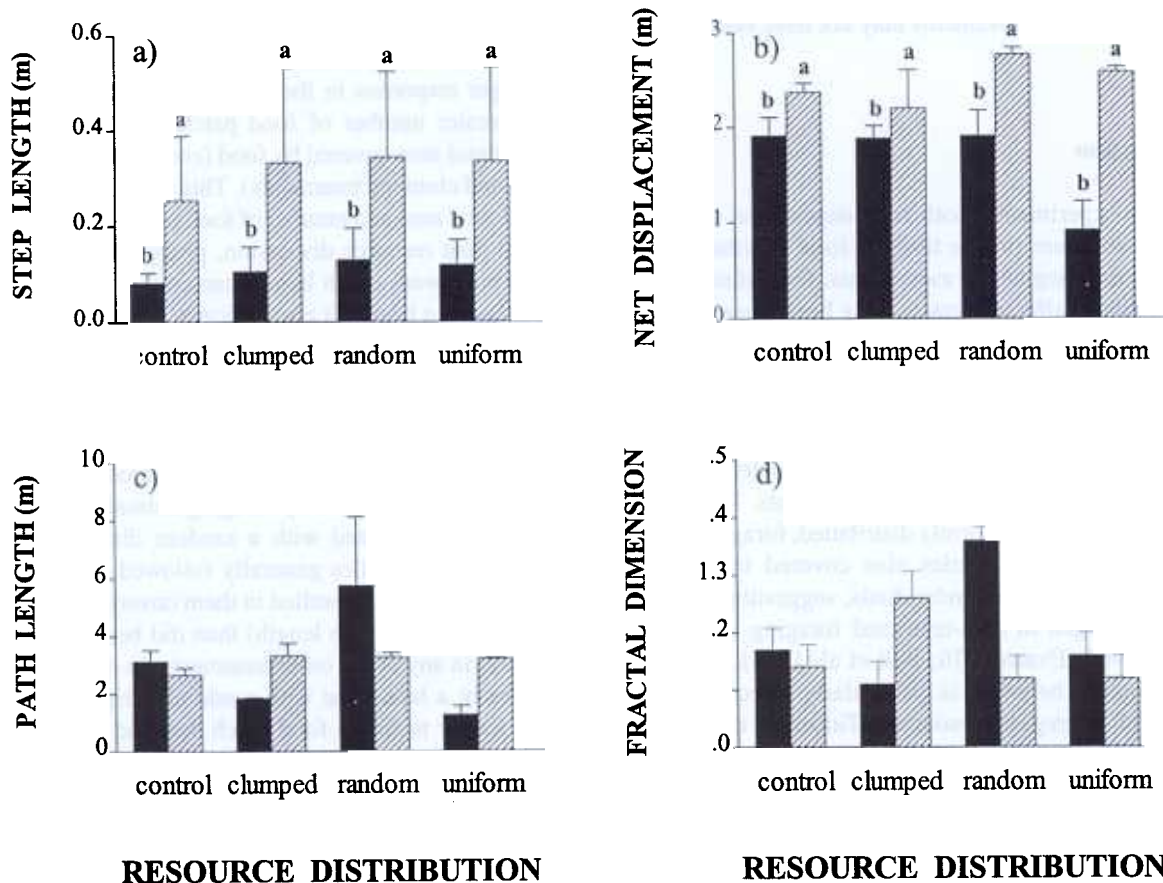 a)
STEP LENGTH (m)
0.6
0.4
0.2
0.0
b a b a b a b a
:ontrol clumped random uniform
b)
NET DISPLACEMENT (m)
3
2
1
0
b a b a b a b a
control clumped random uniform
c)
PATH LENGTH (m)
10
8
6
4
2
0
control clumped random uniform
RESOURCE DISTRIBUTION
d)
FRACTAL DIMENSION
.5
.4
1.3
.2
.0
control clumped random uniform
RESOURCE DISTRIBUTION